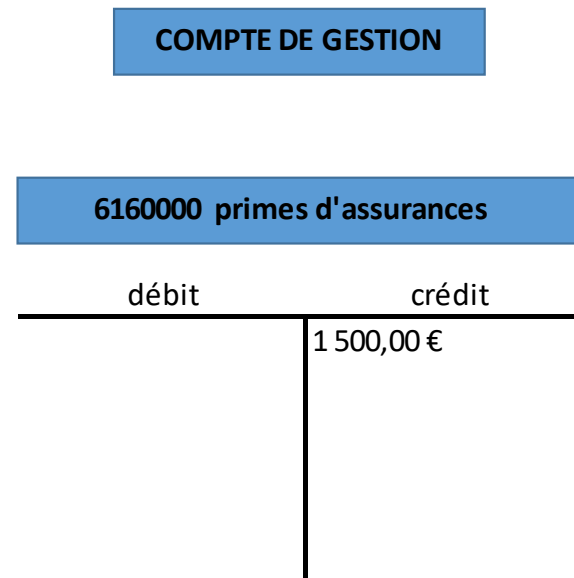 COMPTE DE GESTION
6160000 primes d'assurances
débit crédit
1 500,00 €